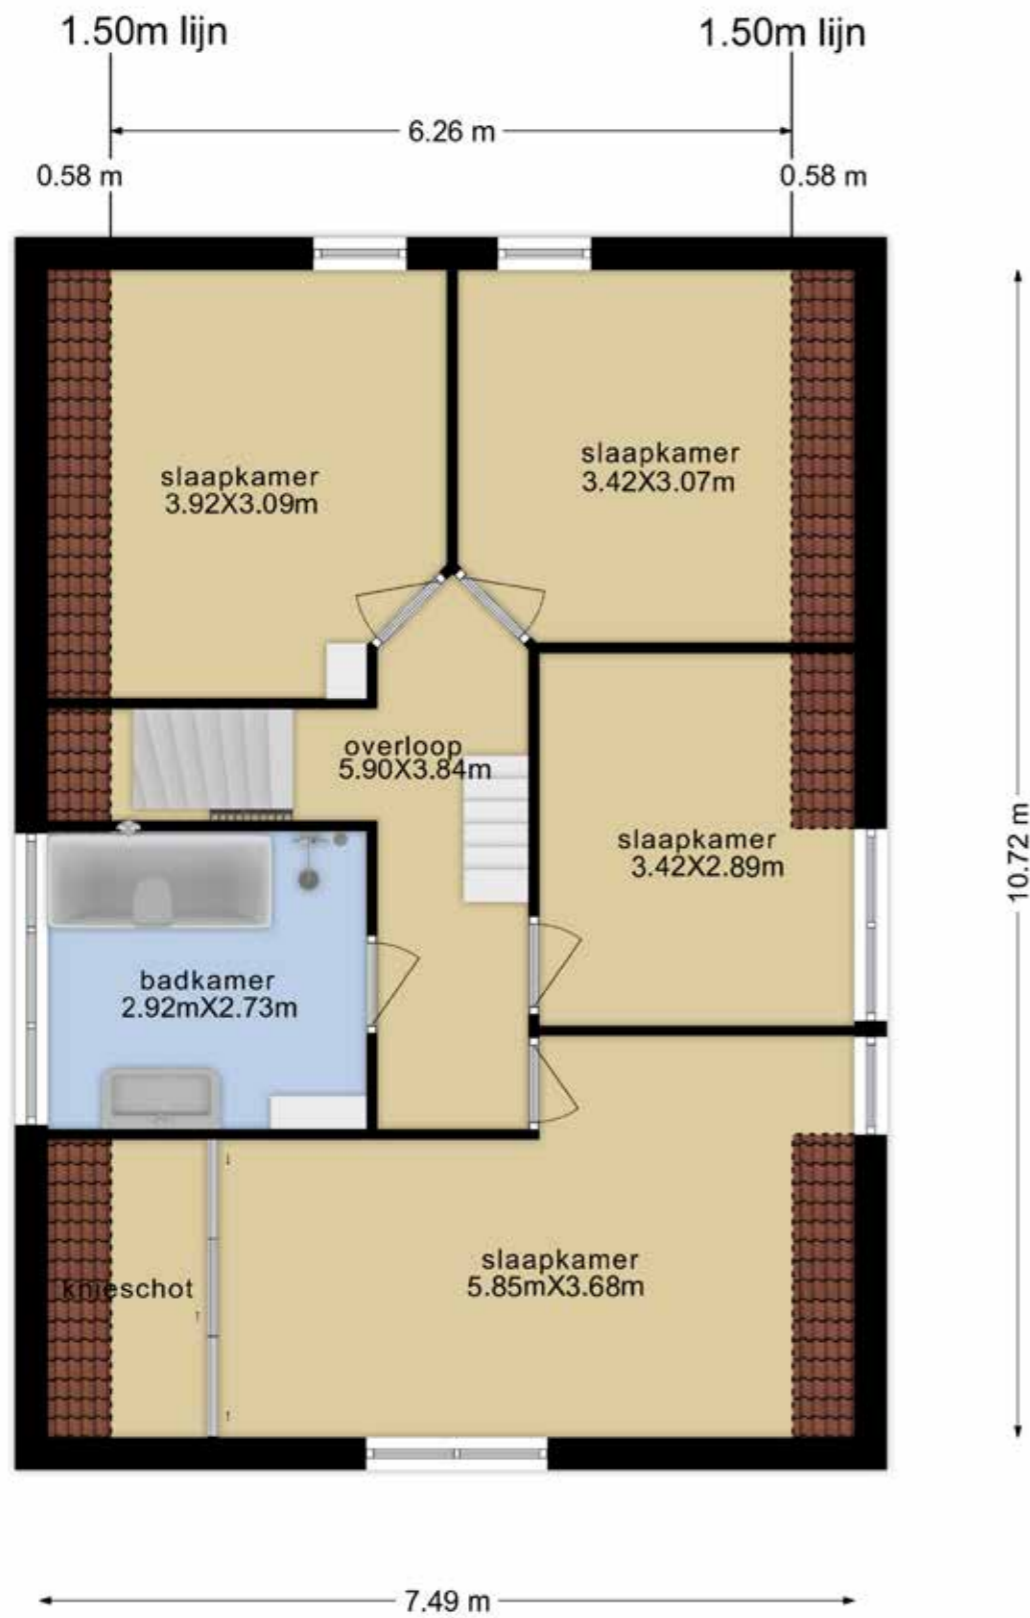 1.50m lijn
1.50m lijn
6.26 m
0.58 m
0.58 m
slaapkamer
3.92X3.09m
slaapkamer
3.42X3.07m
overloop
5.90X3.84m
slaapkamer
3.42X2.89m
10.72 m
badkamer
2.92mX2.73m
slaapkamer
5.85mX3.68m
knieschot
7.49 m